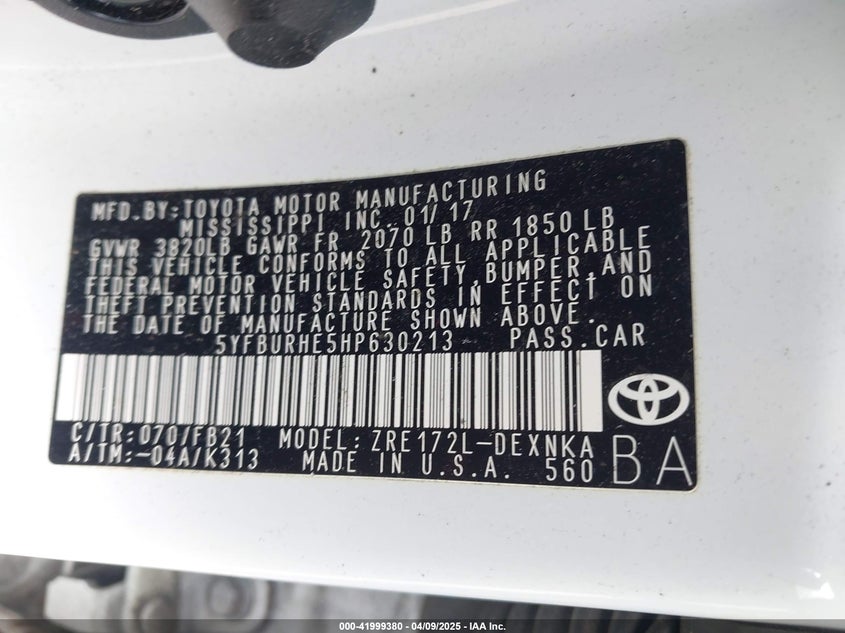 MFD.BY:TOYOTA MOTOR MANUFACTURING
MISSISSIPPI INC. 01/17
GVWR 3820LB GAWR FR 2070 LB RR 1850 LB
THIS VEHICLE CONFORMS TO ALL APPLICABLE
FEDERAL MOTOR VEHICLE SAFETY,BUMPER,AND
THEFT PREVENTION STANDARDS IN EFFECT ON
THE DATE OF MANUFACTURE SHOWN ABOVE.
5YFBURHE5HP630213 PASS.CAR
C/TR:070/FB21 MODEL:ZRE172L-DEXNKA
A/TM:-04A/K313 MADE IN U.S.A. 560
BA
000-41999380 - 04/09/2025 - IAA Inc.